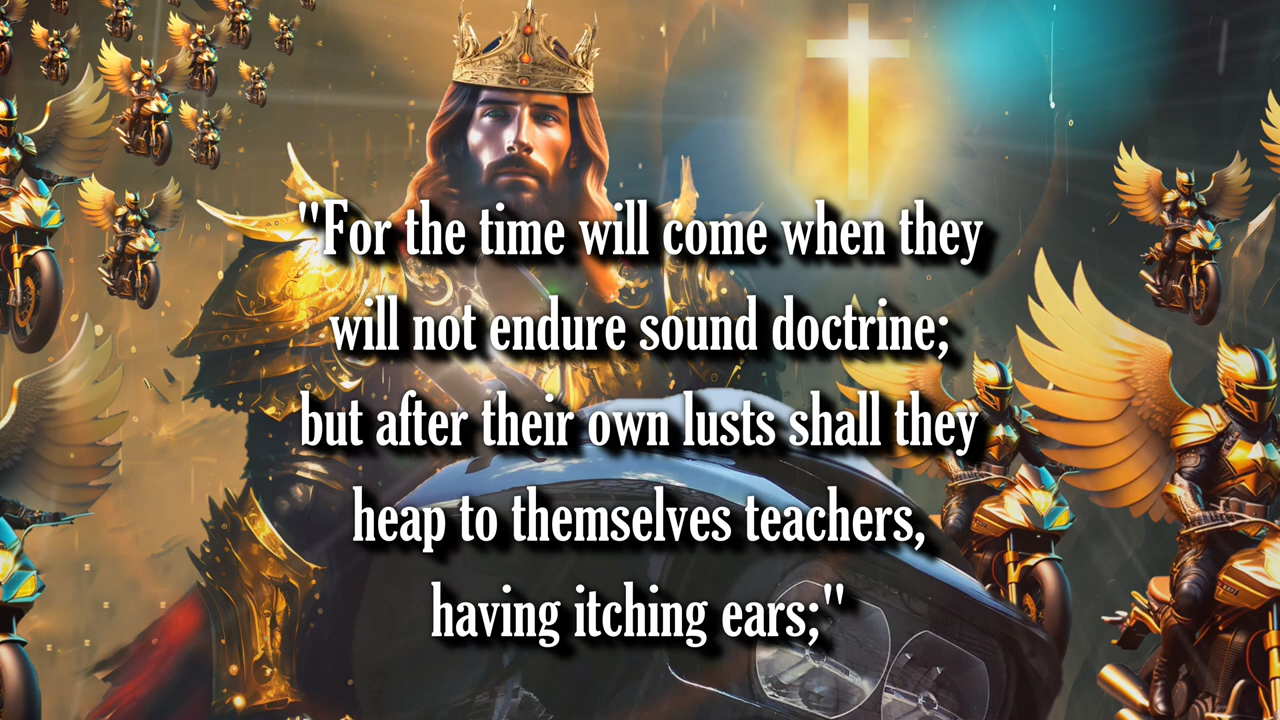 "For the time will come when they
will not endure sound doctrine;
but after their own lusts shall they
heap to themselves teachers,
having itching ears;"